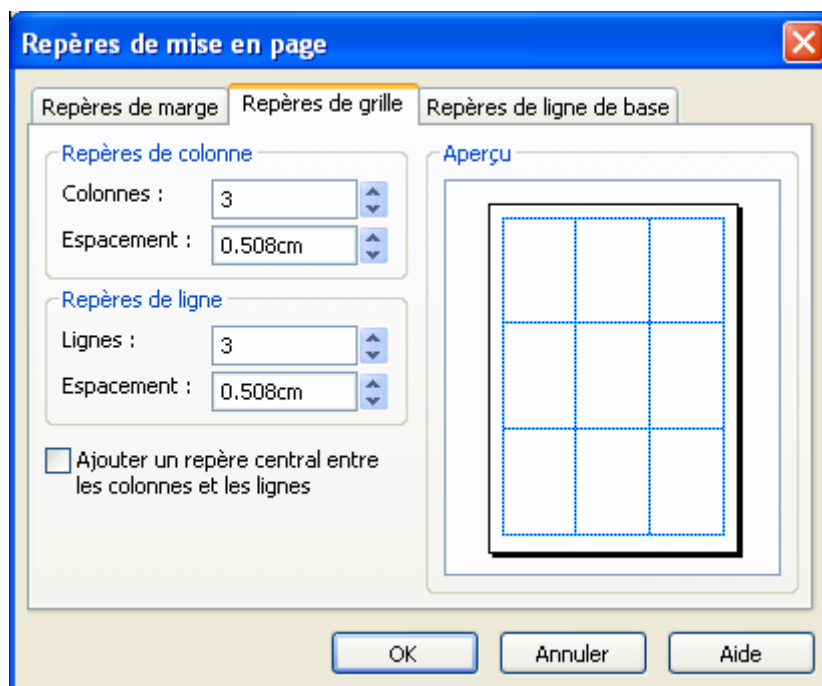 Repères de mise en page
Repères de marge
Repères de grille
Repères de ligne de base
Repères de colonne
Colonnes :
3
Espacement :
0.508cm
Repères de ligne
Lignes :
3
Espacement :
0.508cm
Ajouter un repère central entre
les colonnes et les lignes
Aperçu
OK
Annuler
Aide